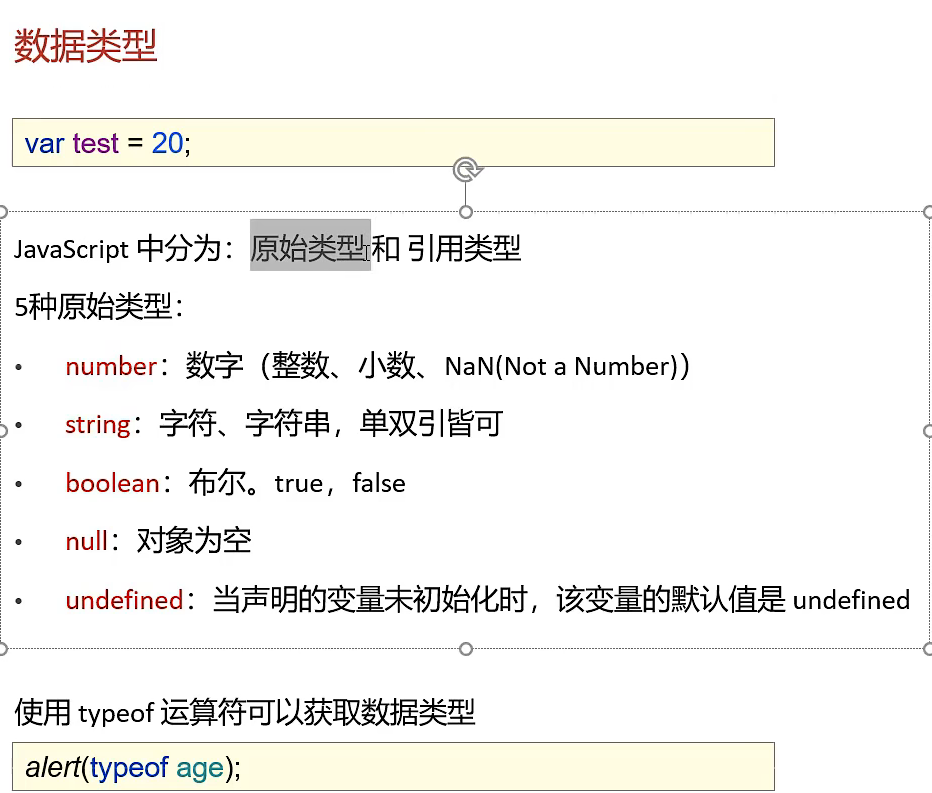 数据类型
var test = 20;
JavaScript 中分为：原始类型和 引用类型
5种原始类型：
• number：数字（整数、小数、NaN(Not a Number)）
• string：字符、字符串，单双引皆可
• boolean：布尔。true，false
• null：对象为空
• undefined：当声明的变量未初始化时，该变量的默认值是 undefined
使用 typeof 运算符可以获取数据类型
alert(typeof age);